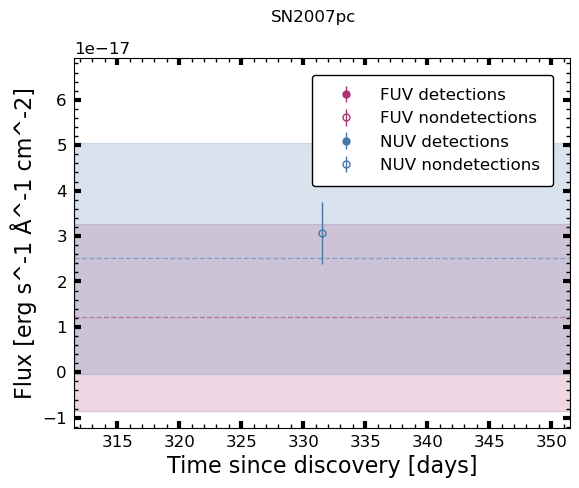 SN2007pc
1e−17
Flux [erg s^-1 Å^-1 cm^-2]
6
5
4
3
2
1
0
−1
FUV detections
FUV nondetections
NUV detections
NUV nondetections
315 320 325 330 335 340 345 350
Time since discovery [days]